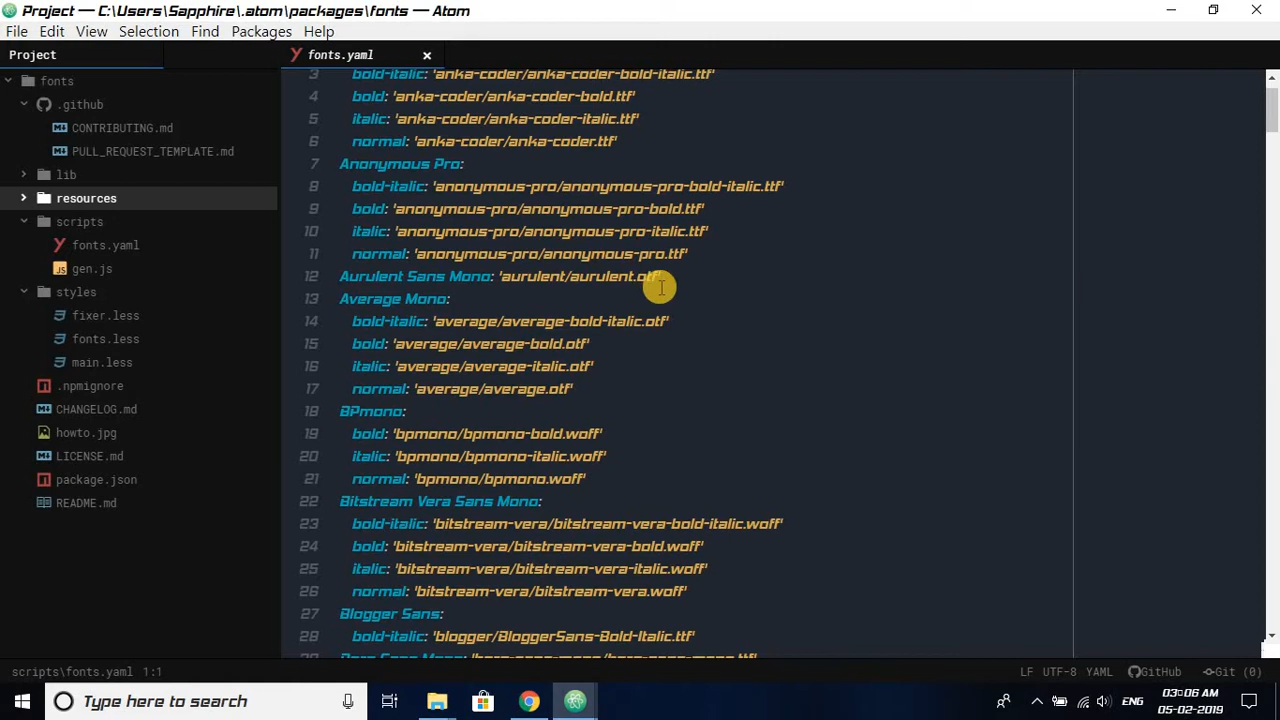 Project — C:\Users\Sapphire\.atom\packages\fonts — Atom
File Edit View Selection Find Packages Help
Project
fonts.yaml
fonts
.github
CONTRIBUTING.md
PULL_REQUEST_TEMPLATE.md
lib
resources
scripts
fonts.yaml
gen.js
styles
fixer.less
fonts.less
main.less
.npmignore
CHANGELOG.md
howto.jpg
LICENSE.md
package.json
README.md
3 bold-italic: 'anka-coder/anka-coder-bold-italic.ttf'
4 bold: 'anka-coder/anka-coder-bold.ttf'
5 italic: 'anka-coder/anka-coder-italic.ttf'
6 normal: 'anka-coder/anka-coder.ttf'
7 Anonymous Pro:
8 bold-italic: 'anonymous-pro/anonymous-pro-bold-italic.ttf'
9 bold: 'anonymous-pro/anonymous-pro-bold.ttf'
10 italic: 'anonymous-pro/anonymous-pro-italic.ttf'
11 normal: 'anonymous-pro/anonymous-pro.ttf'
12 Aurulent Sans Mono: 'aurulent/aurulent.otf'
13 Average Mono:
14 bold-italic: 'average/average-bold-italic.otf'
15 bold: 'average/average-bold.otf'
16 italic: 'average/average-italic.otf'
17 normal: 'average/average.otf'
18 BPmono:
19 bold: 'bpmono/bpmono-bold.woff'
20 italic: 'bpmono/bpmono-italic.woff'
21 normal: 'bpmono/bpmono.woff'
22 Bitstream Vera Sans Mono:
23 bold-italic: 'bitstream-vera/bitstream-vera-bold-italic.woff'
24 bold: 'bitstream-vera/bitstream-vera-bold.woff'
25 italic: 'bitstream-vera/bitstream-vera-italic.woff'
26 normal: 'bitstream-vera/bitstream-vera.woff'
27 Blogger Sans:
28 bold-italic: 'blogger/BloggerSans-Bold-Italic.ttf'
scripts\fonts.yaml 1:1
LF UTF-8 YAML GitHub Git (0)
Type here to search
ENG
03:06 AM
05-02-2019